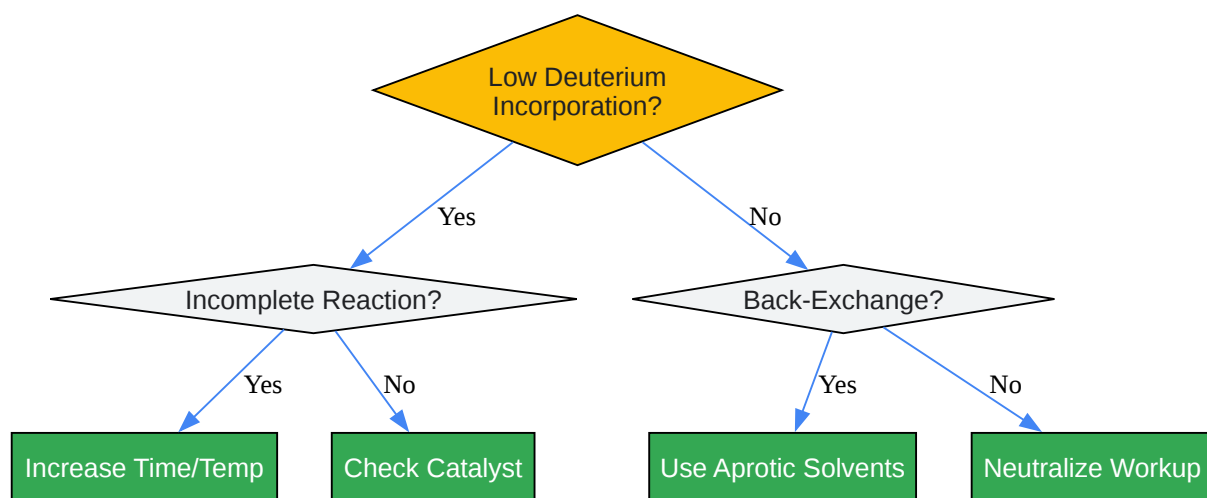 Low Deuterium
Incorporation?
Yes
No
Incomplete Reaction?
Back-Exchange?
Yes
No
Yes
No
Increase Time/Temp
Check Catalyst
Use Aprotic Solvents
Neutralize Workup